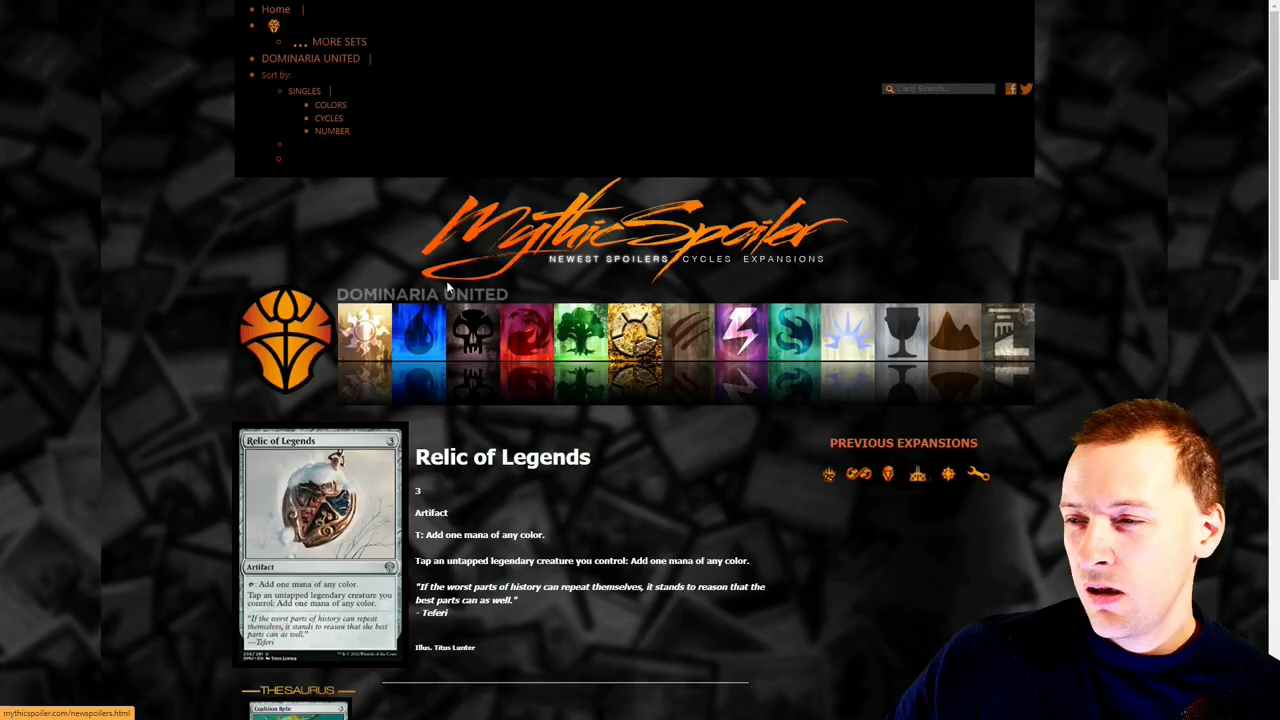 Home |
... MORE SETS
DOMINARIA UNITED |
Sort by:
SINGLES |
COLORS
CYCLES
NUMBER
Card Search...
MythicSpoiler
NEWEST SPOILERS CYCLES EXPANSIONS
DOMINARIA UNITED
Relic of Legends 3
Artifact
: Add one mana of any color.
Tap an untapped legendary creature you
control: Add one mana of any color.
"If the worst parts of history can repeat
themselves, it stands to reason that the
best parts can as well."
—Teferi
Relic of Legends
3
Artifact
T: Add one mana of any color.
Tap an untapped legendary creature you control: Add one mana of any color.
"If the worst parts of history can repeat themselves, it stands to reason that the
best parts can as well."
- Teferi
Illus. Titus Lunter
PREVIOUS EXPANSIONS
THESAURUS
Coalition Relic 3
mythicspoiler.com/newspoilers.html